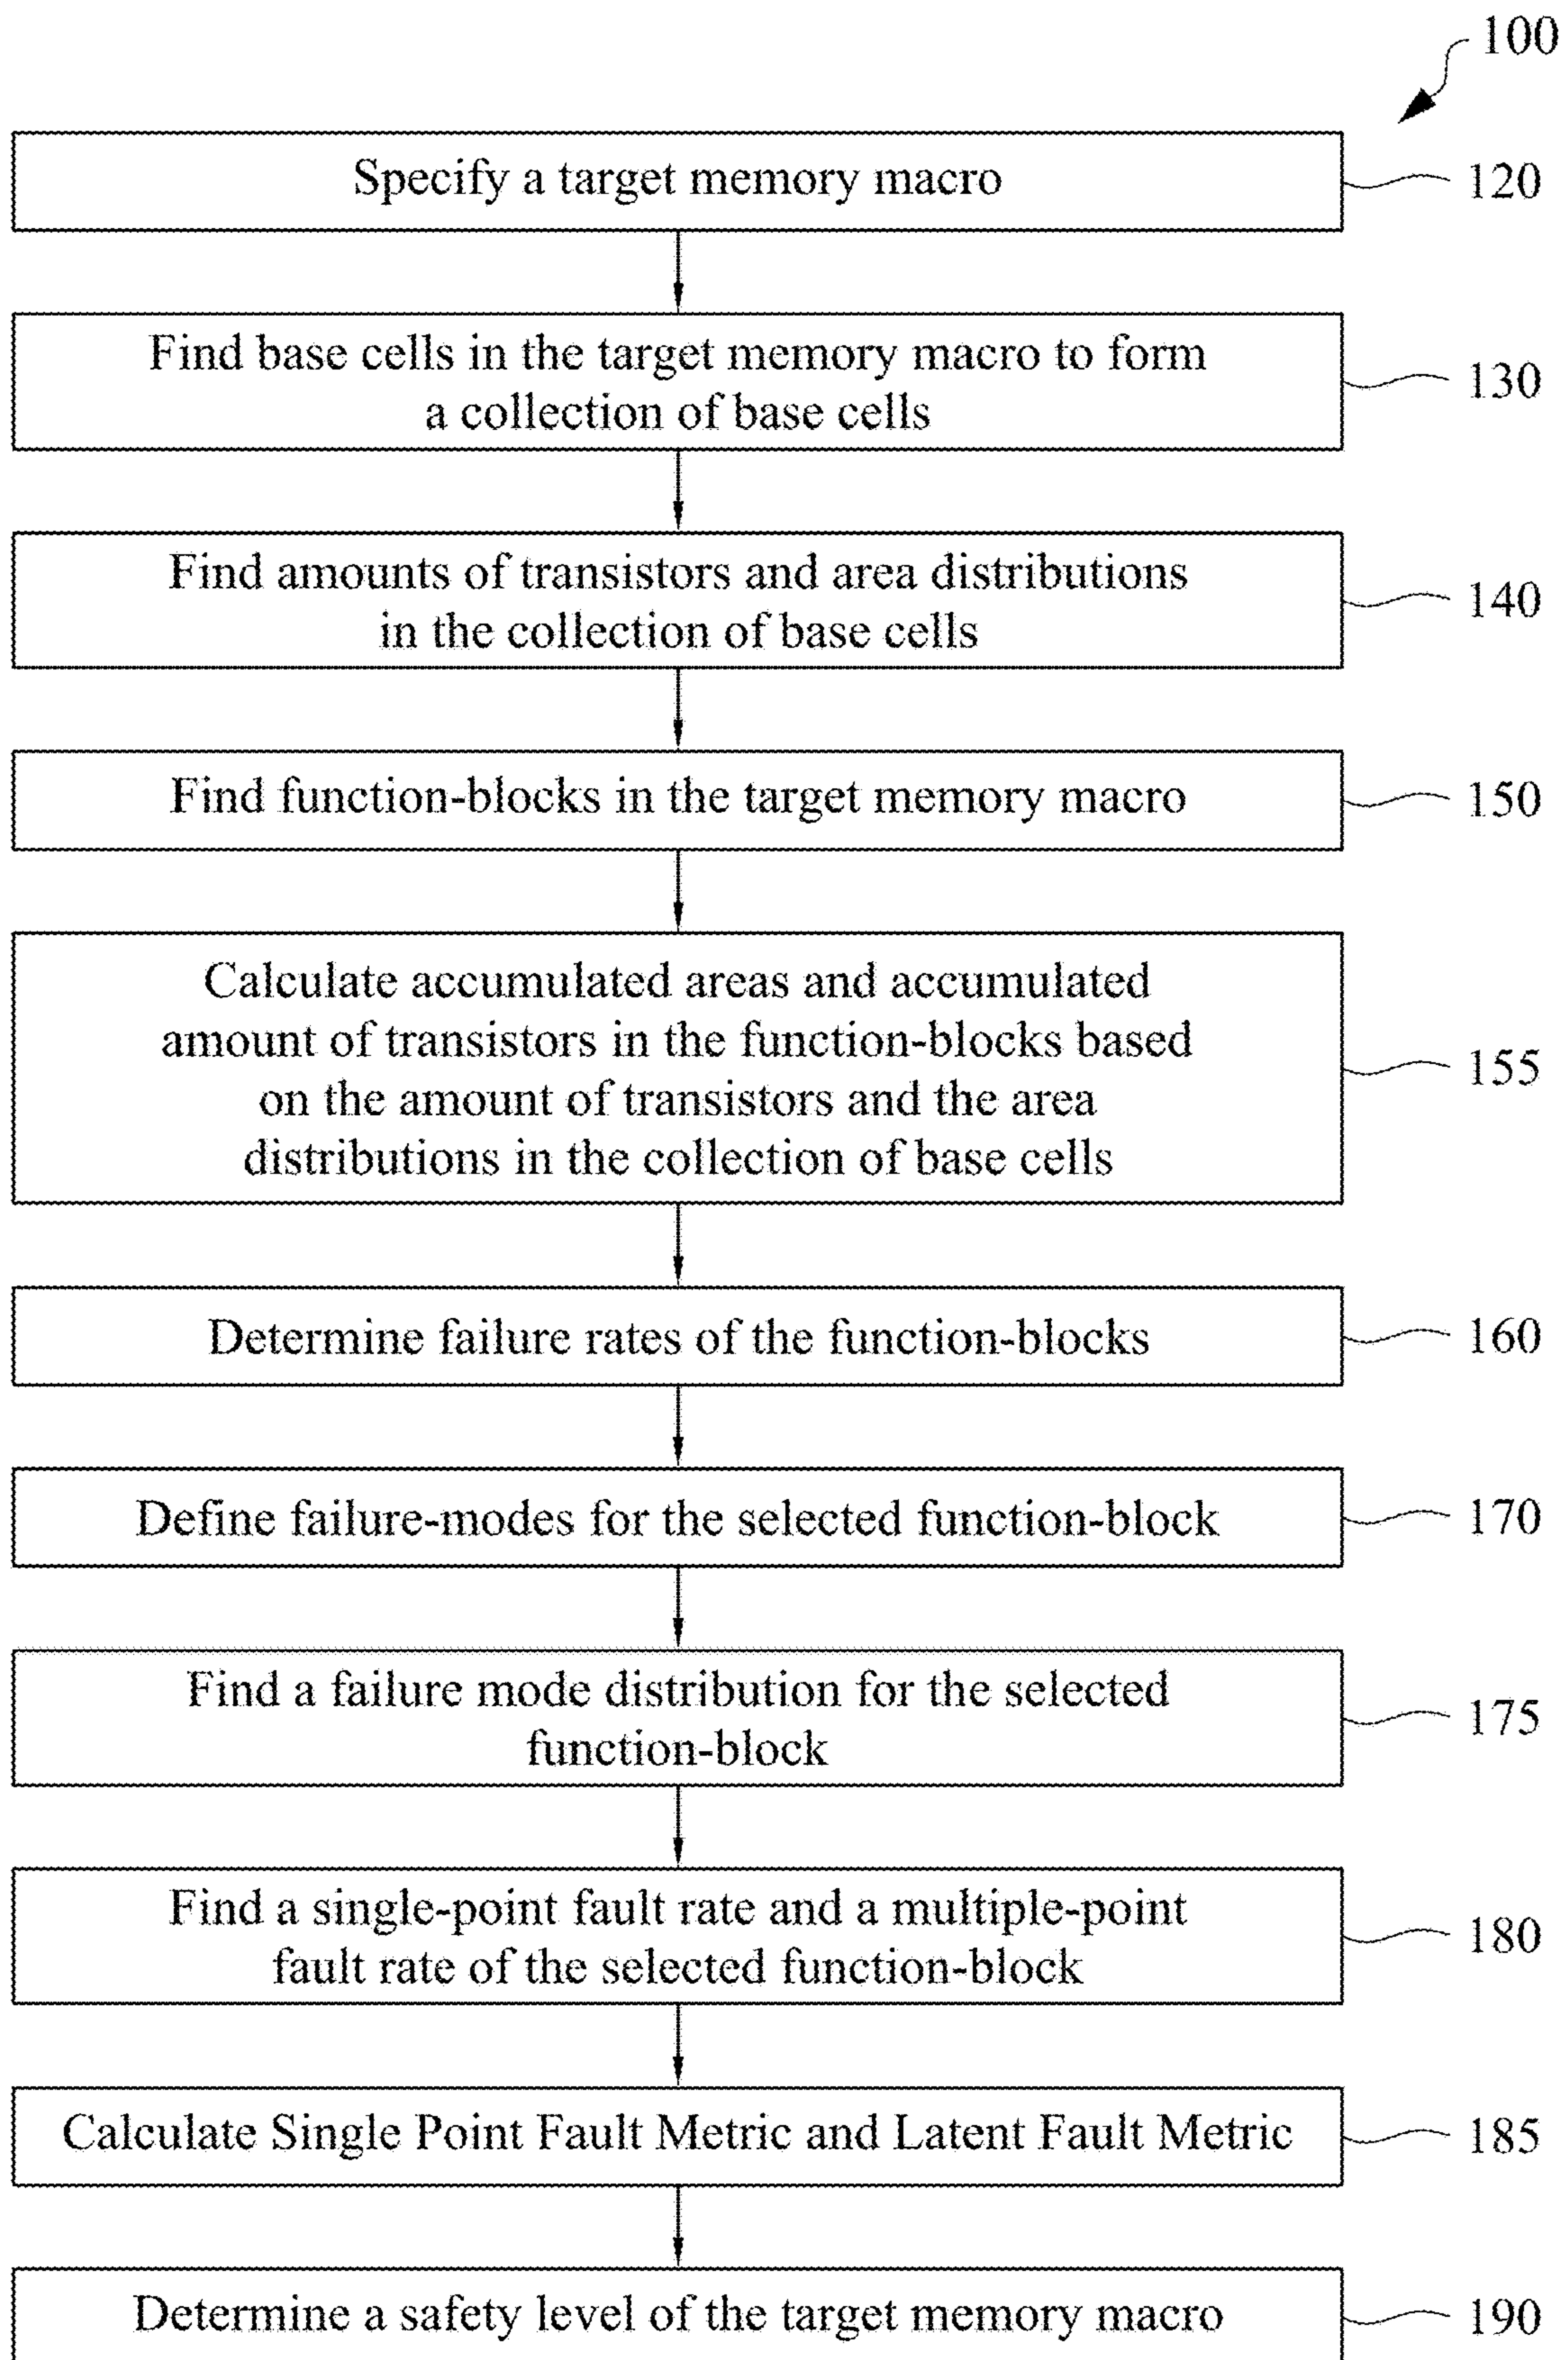 100
Specify a target memory macro
120
Find base cells in the target memory macro to form
a collection of base cells
130
Find amounts of transistors and area distributions
in the collection of base cells
140
Find function-blocks in the target memory macro
150
Calculate accumulated areas and accumulated
amount of transistors in the function-blocks based
on the amount of transistors and the area
distributions in the collection of base cells
155
Determine failure rates of the function-blocks
160
Define failure-modes for the selected function-block
170
Find a failure mode distribution for the selected
function-block
175
Find a single-point fault rate and a multiple-point
fault rate of the selected function-block
180
Calculate Single Point Fault Metric and Latent Fault Metric
185
Determine a safety level of the target memory macro
190